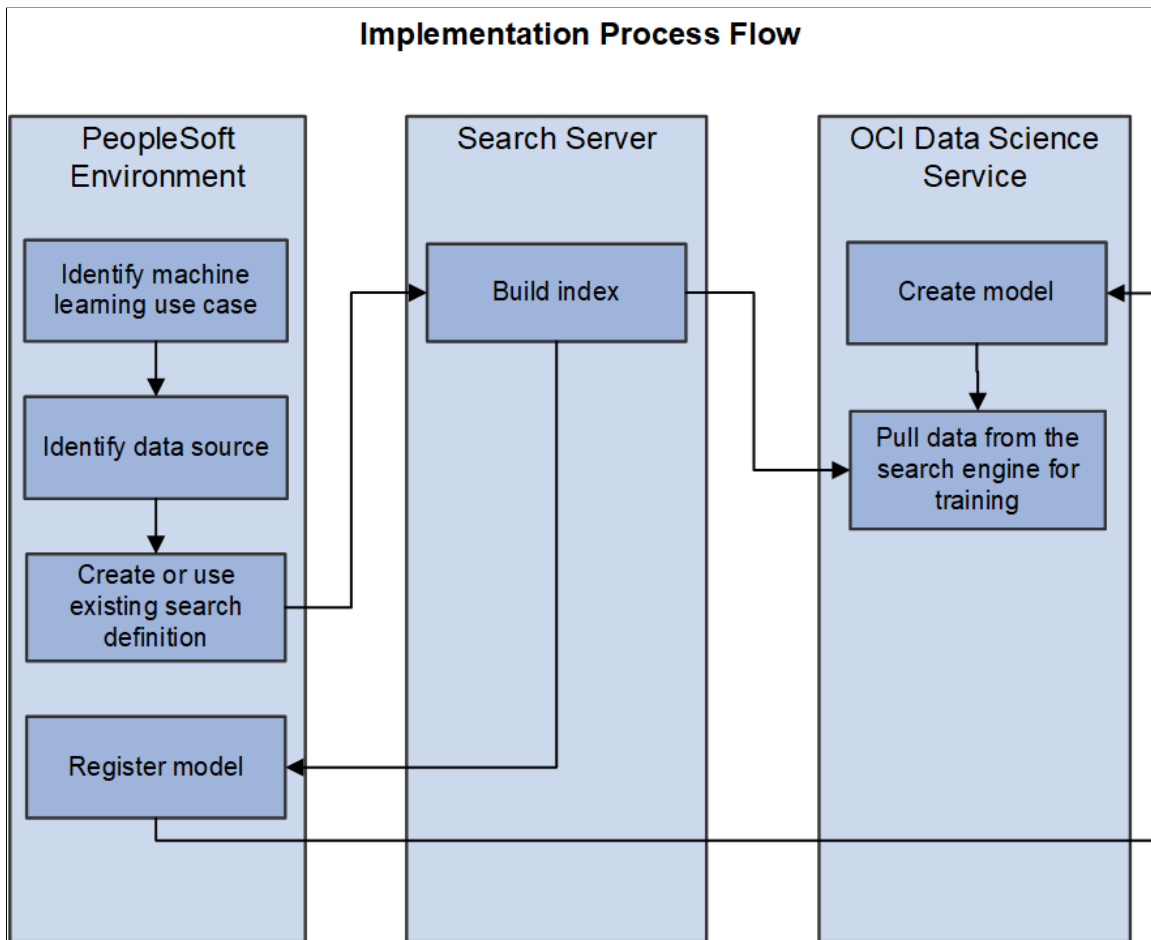 Implementation Process Flow
PeopleSoft
Environment
Identify machine
learning use case
Identify data source
Create or use
existing search
definition
Register model
Search Server
Build index
OCI Data Science
Service
Create model
Pull data from the
search engine for
training